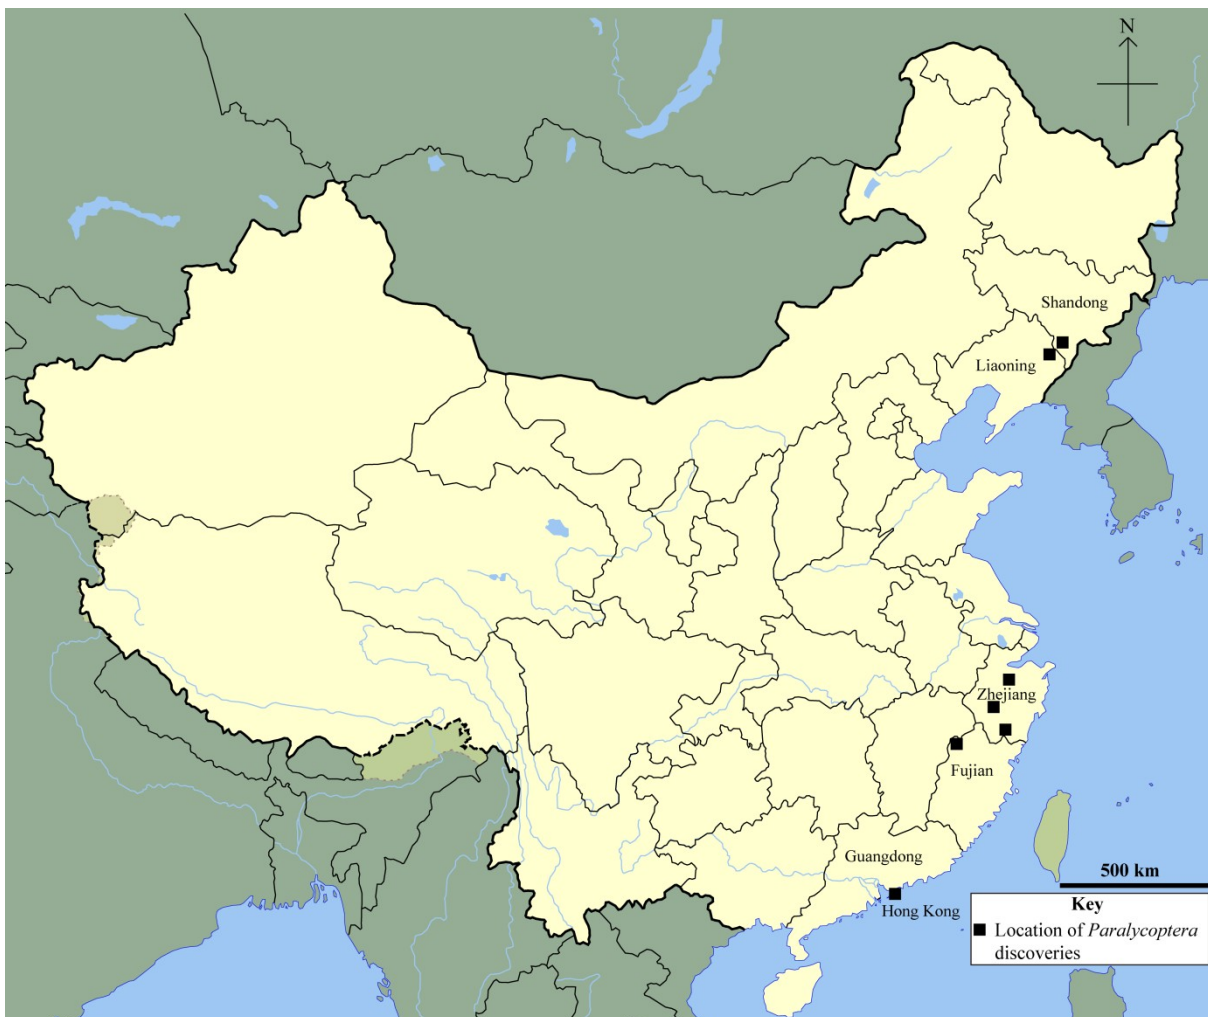 N
Shandong
Liaoning
Zhejiang
Fujian
Guangdong
Hong Kong
500 km
Key
Location of Paralycoptera
discoveries